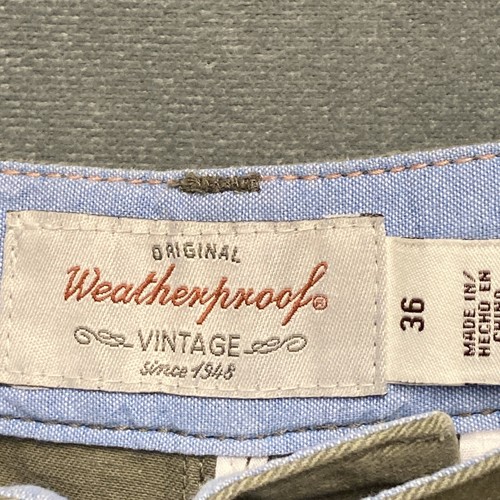 ORIGINAL
Weatherproof®
VINTAGE
since 1948
36
MADE IN/
HECHO EN
CHINA